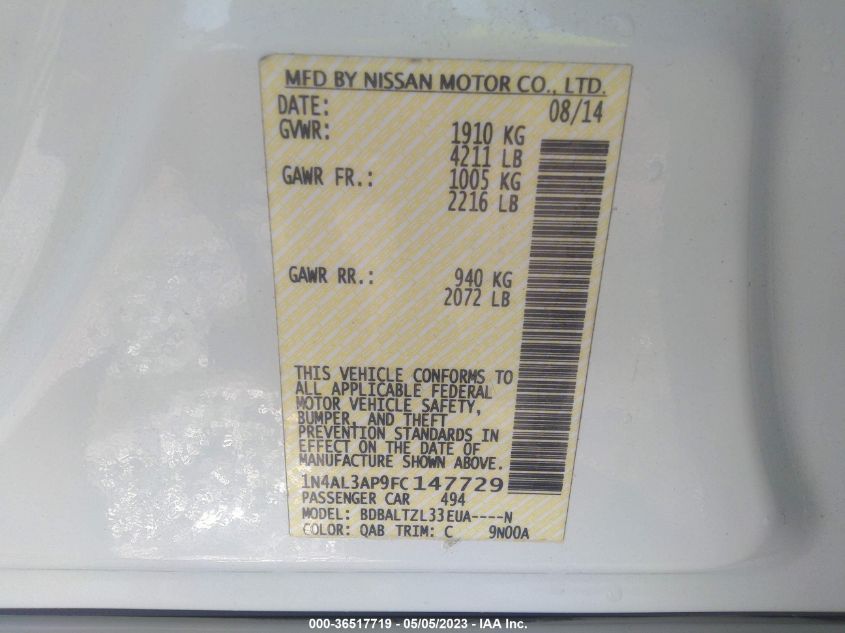 MFD BY NISSAN MOTOR CO., LTD.
DATE: 08/14
GVWR: 1910 KG
4211 LB
GAWR FR.: 1005 KG
2216 LB
GAWR RR.: 940 KG
2072 LB
THIS VEHICLE CONFORMS TO
ALL APPLICABLE FEDERAL
MOTOR VEHICLE SAFETY,
BUMPER, AND THEFT
PREVENTION STANDARDS IN
EFFECT ON THE DATE OF
MANUFACTURE SHOWN ABOVE.
1N4AL3AP9FC147729
PASSENGER CAR 494
MODEL: BDBALTZL33EUA----N
COLOR: QAB TRIM: C 9N00A
000-36517719 - 05/05/2023 - IAA Inc.